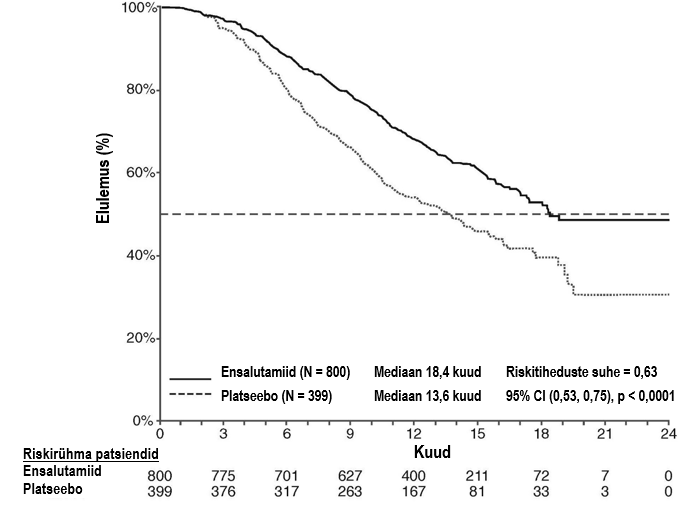 100%
80%
60%
40%
20%
0%
Elulemus (%)
Ensalutamiid (N = 800) Mediaan 18,4 kuud Riskitiheduste suhe = 0,63
Platseebo (N = 399) Mediaan 13,6 kuud 95% CI (0,53, 0,75), p < 0,0001
0 3 6 9 12 15 18 21 24
Kuud
Riskirühma patsiendid
Ensalutamiid 800 775 701 627 400 211 72 7 0
Platseebo 399 376 317 263 167 81 33 3 0